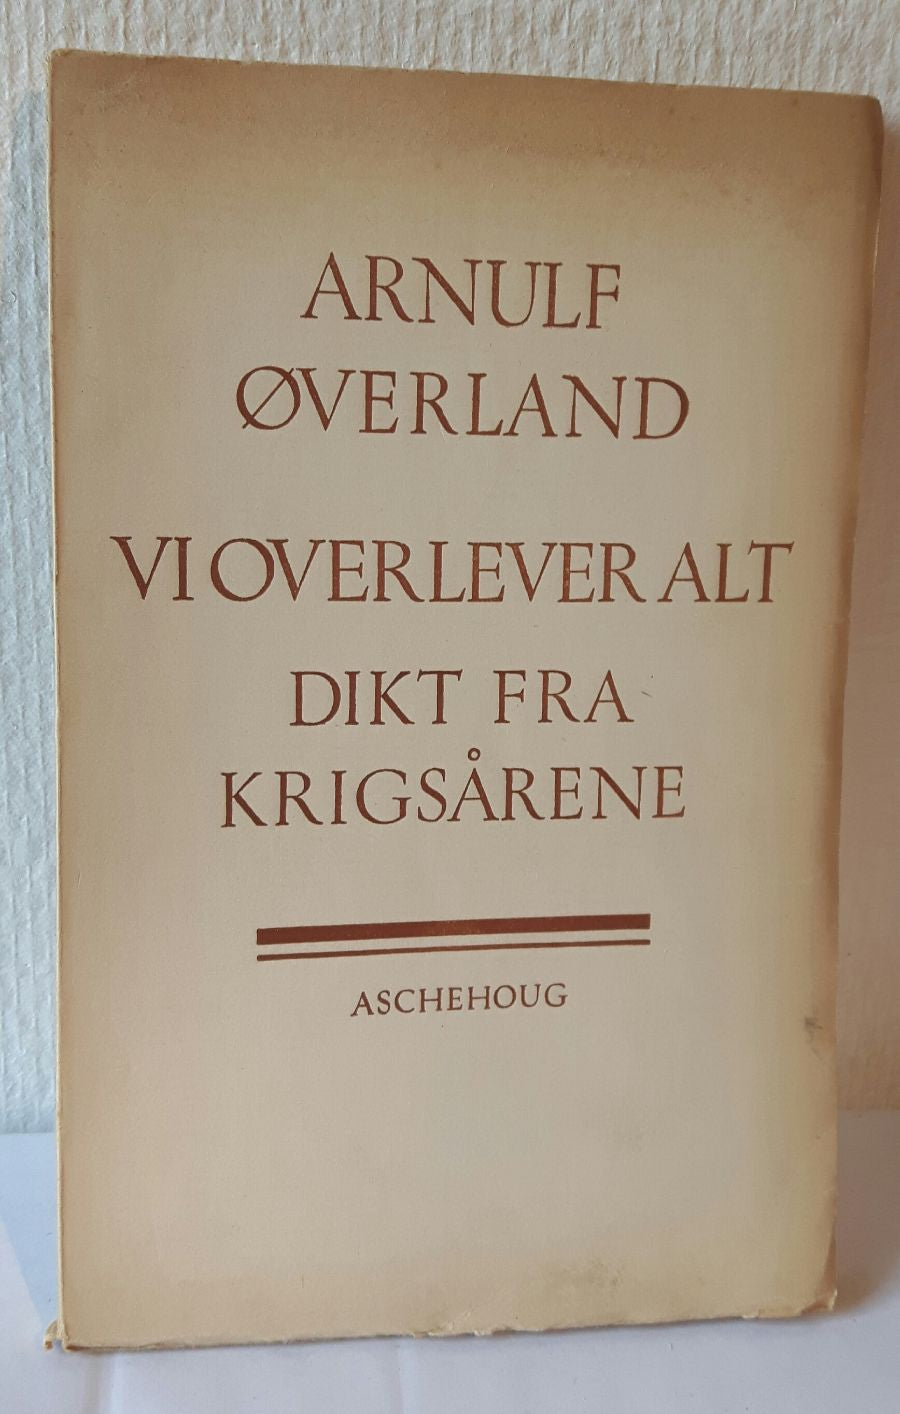 ARNULF
ØVERLAND
VI OVERLEVER ALT
DIKT FRA
KRIGSÅRENE
ASCHEHOUG